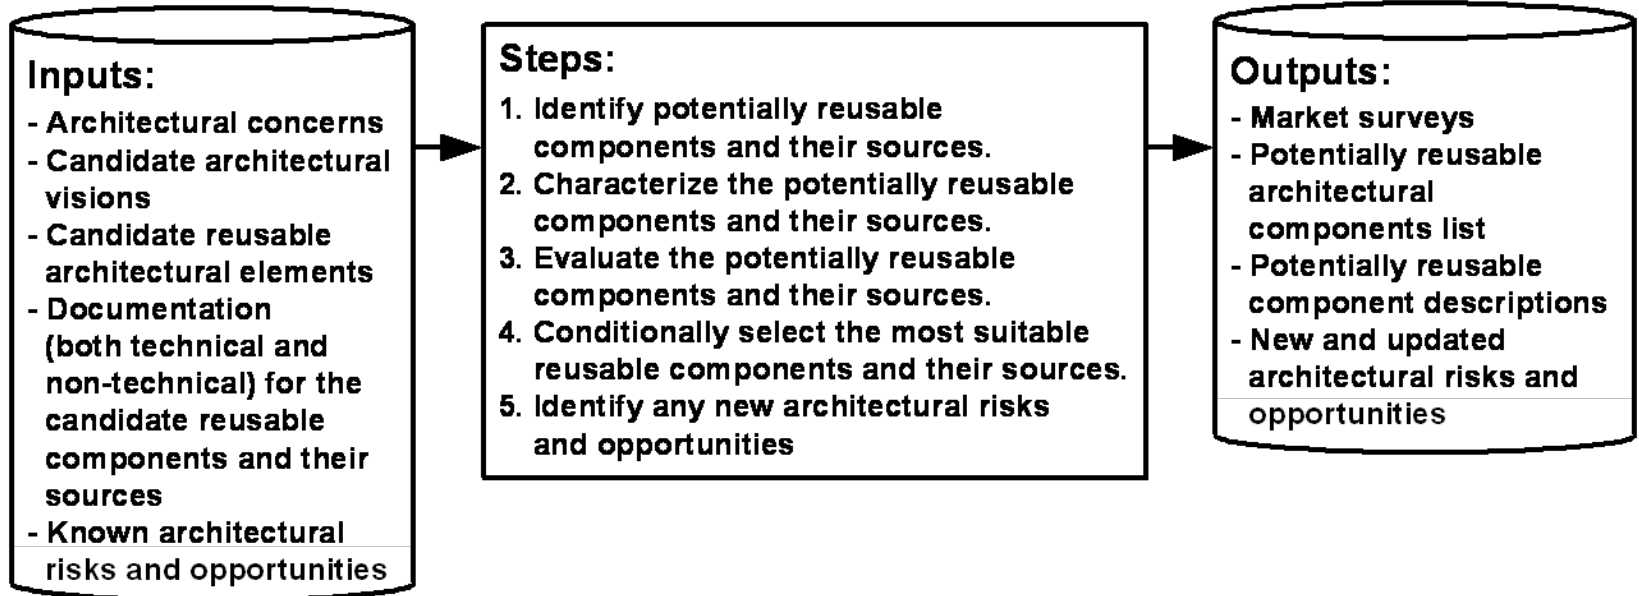 Inputs:
- Architectural concerns
- Candidate architectural
visions
- Candidate reusable
architectural elements
- Documentation
(both technical and
non-technical) for the
candidate reusable
components and their
sources
- Known architectural
risks and opportunities
Steps:
1. Identify potentially reusable
components and their sources.
2. Characterize the potentially reusable
components and their sources.
3. Evaluate the potentially reusable
components and their sources.
4. Conditionally select the most suitable
reusable components and their sources.
5. Identify any new architectural risks
and opportunities
Outputs:
- Market surveys
- Potentially reusable
architectural
components list
- Potentially reusable
component descriptions
- New and updated
architectural risks and
opportunities